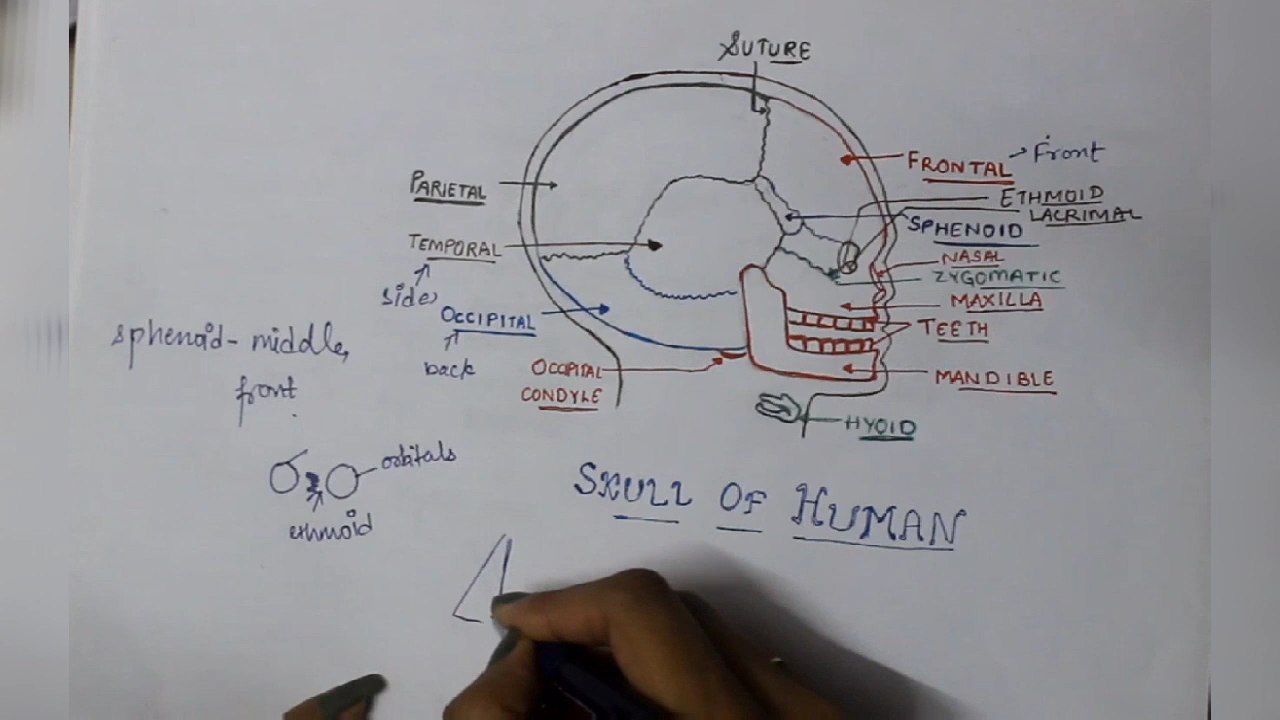 SUTURE
FRONTAL → Front
PARIETAL
ETHMOID
LACRIMAL
SPHENOID
TEMPORAL
NASAL
ZYGOMATIC
sides
MAXILLA
OCCIPITAL
TEETH
sphenoid - middle,
front
back
OCCIPITAL
CONDYLE
MANDIBLE
HYOID
orbitals
ethmoid
SKULL OF HUMAN